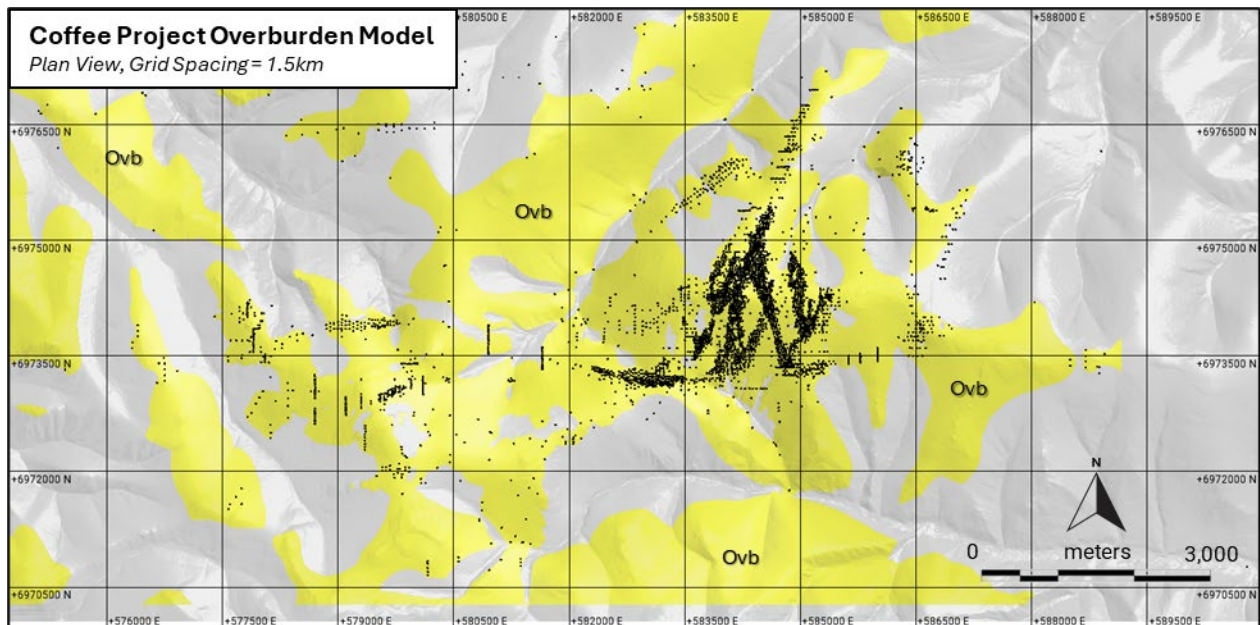 Coffee Project Overburden Model
Plan View, Grid Spacing= 1.5km
+580500 E
+582000 E
+583500 E
+585000 E
+586500 E
+588000 E
+589500 E
+6976500 N
+6976500 N
Ovb
Ovb
+6975000 N
+6975000 N
+6973500 N
+6973500 N
Ovb
+6972000 N
+6972000 N
N
Ovb
0 meters 3,000
+6970500 N
+6970500 N
+576000 E
+577500 E
+579000 E
+580500 E
+582000 E
+583500 E
+585000 E
+586500 E
+588000 E
+589500 E